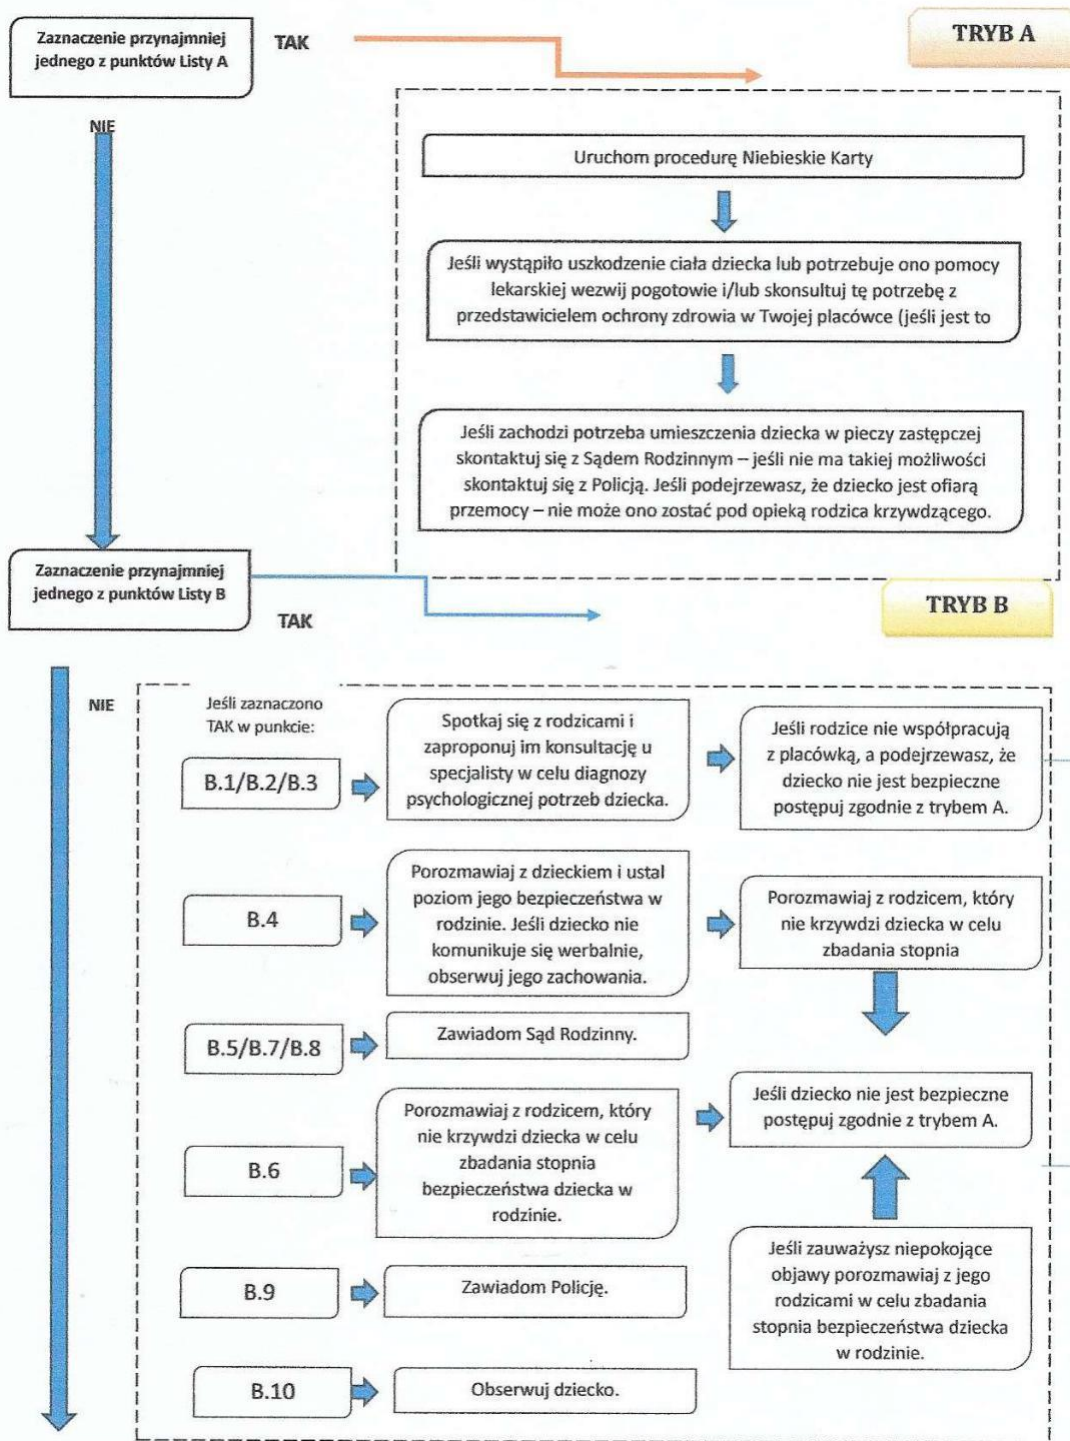 Zaznaczenie przynajmniej
jednego z punktów Listy A
TAK
TRYB A
NIE
Uruchom procedurę Niebieskie Karty
Jeśli wystąpiło uszkodzenie ciała dziecka lub potrzebuje ono pomocy
lekarskiej wezwij pogotowie i/lub skonsultuj tę potrzebę z
przedstawicielem ochrony zdrowia w Twojej placówce (jeśli jest to
Jeśli zachodzi potrzeba umieszczenia dziecka w pieczy zastępczej
skontaktuj się z Sądem Rodzinnym – jeśli nie ma takiej możliwości
skontaktuj się z Policją. Jeśli podejrzewasz, że dziecko jest ofiarą
przemocy – nie może ono zostać pod opieką rodzica krzywdzącego.
Zaznaczenie przynajmniej
jednego z punktów Listy B
TAK
TRYB B
NIE
Jeśli zaznaczono
TAK w punkcie:
B.1/B.2/B.3
Spotkaj się z rodzicami i
zaproponuj im konsultację u
specjalisty w celu diagnozy
psychologicznej potrzeb dziecka.
Jeśli rodzice nie współpracują
z placówką, a podejrzewasz, że
dziecko nie jest bezpieczne
postępuj zgodnie z trybem A.
B.4
Porozmawiaj z dzieckiem i ustal
poziom jego bezpieczeństwa w
rodzinie. Jeśli dziecko nie
komunikuje się werbalnie,
obserwuj jego zachowania.
Porozmawiaj z rodzicem, który
nie krzywdzi dziecka w celu
zbadania stopnia
B.5/B.7/B.8
Zawiadom Sąd Rodzinny.
B.6
Porozmawiaj z rodzicem, który
nie krzywdzi dziecka w celu
zbadania stopnia
bezpieczeństwa dziecka w
rodzinie.
Jeśli dziecko nie jest bezpieczne
postępuj zgodnie z trybem A.
B.9
Zawiadom Policję.
Jeśli zauważysz niepokojące
objawy porozmawiaj z jego
rodzicami w celu zbadania
stopnia bezpieczeństwa dziecka
w rodzinie.
B.10
Obserwuj dziecko.